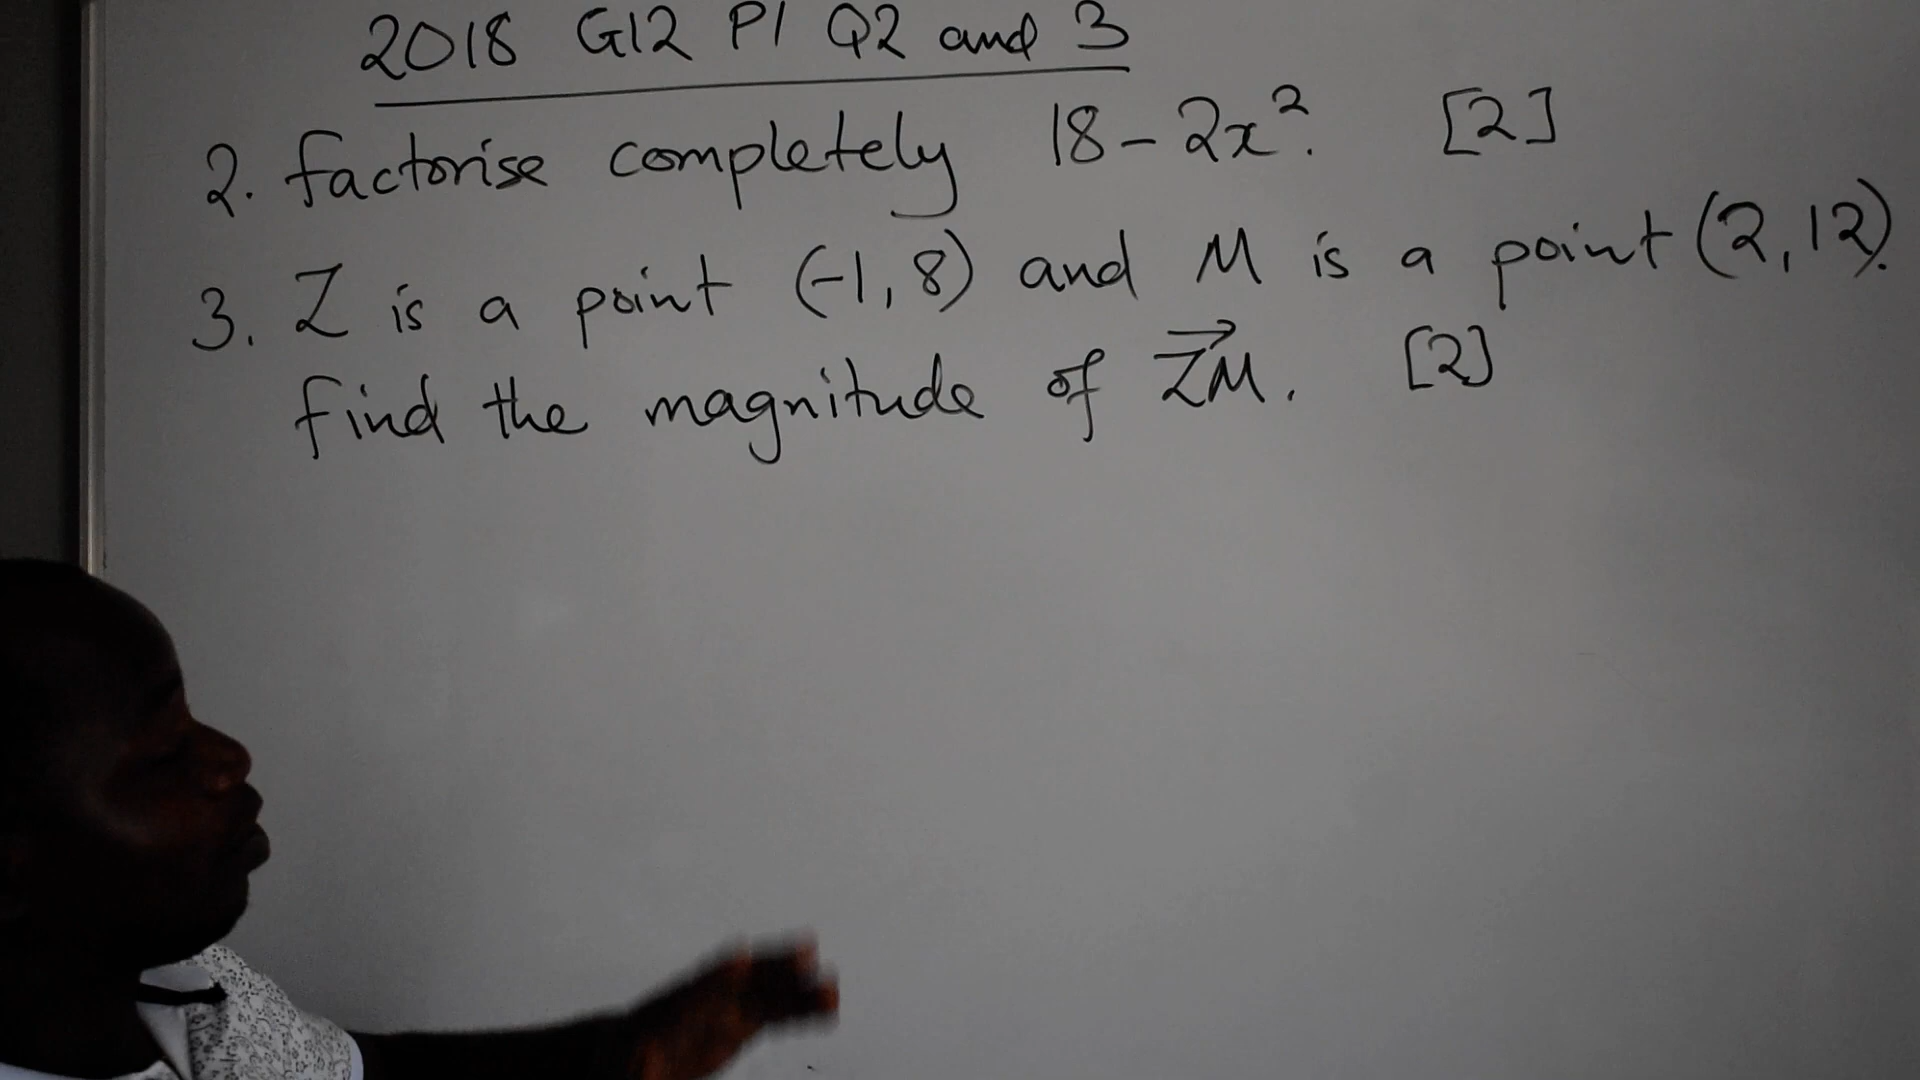 2018 G12 P1 Q2 and 3
2. factorise completely 18 - 2x². [2]
3. Z is a point (-1, 8) and M is a point (2, 12).
find the magnitude of \overrightarrow{ZM}. [2]